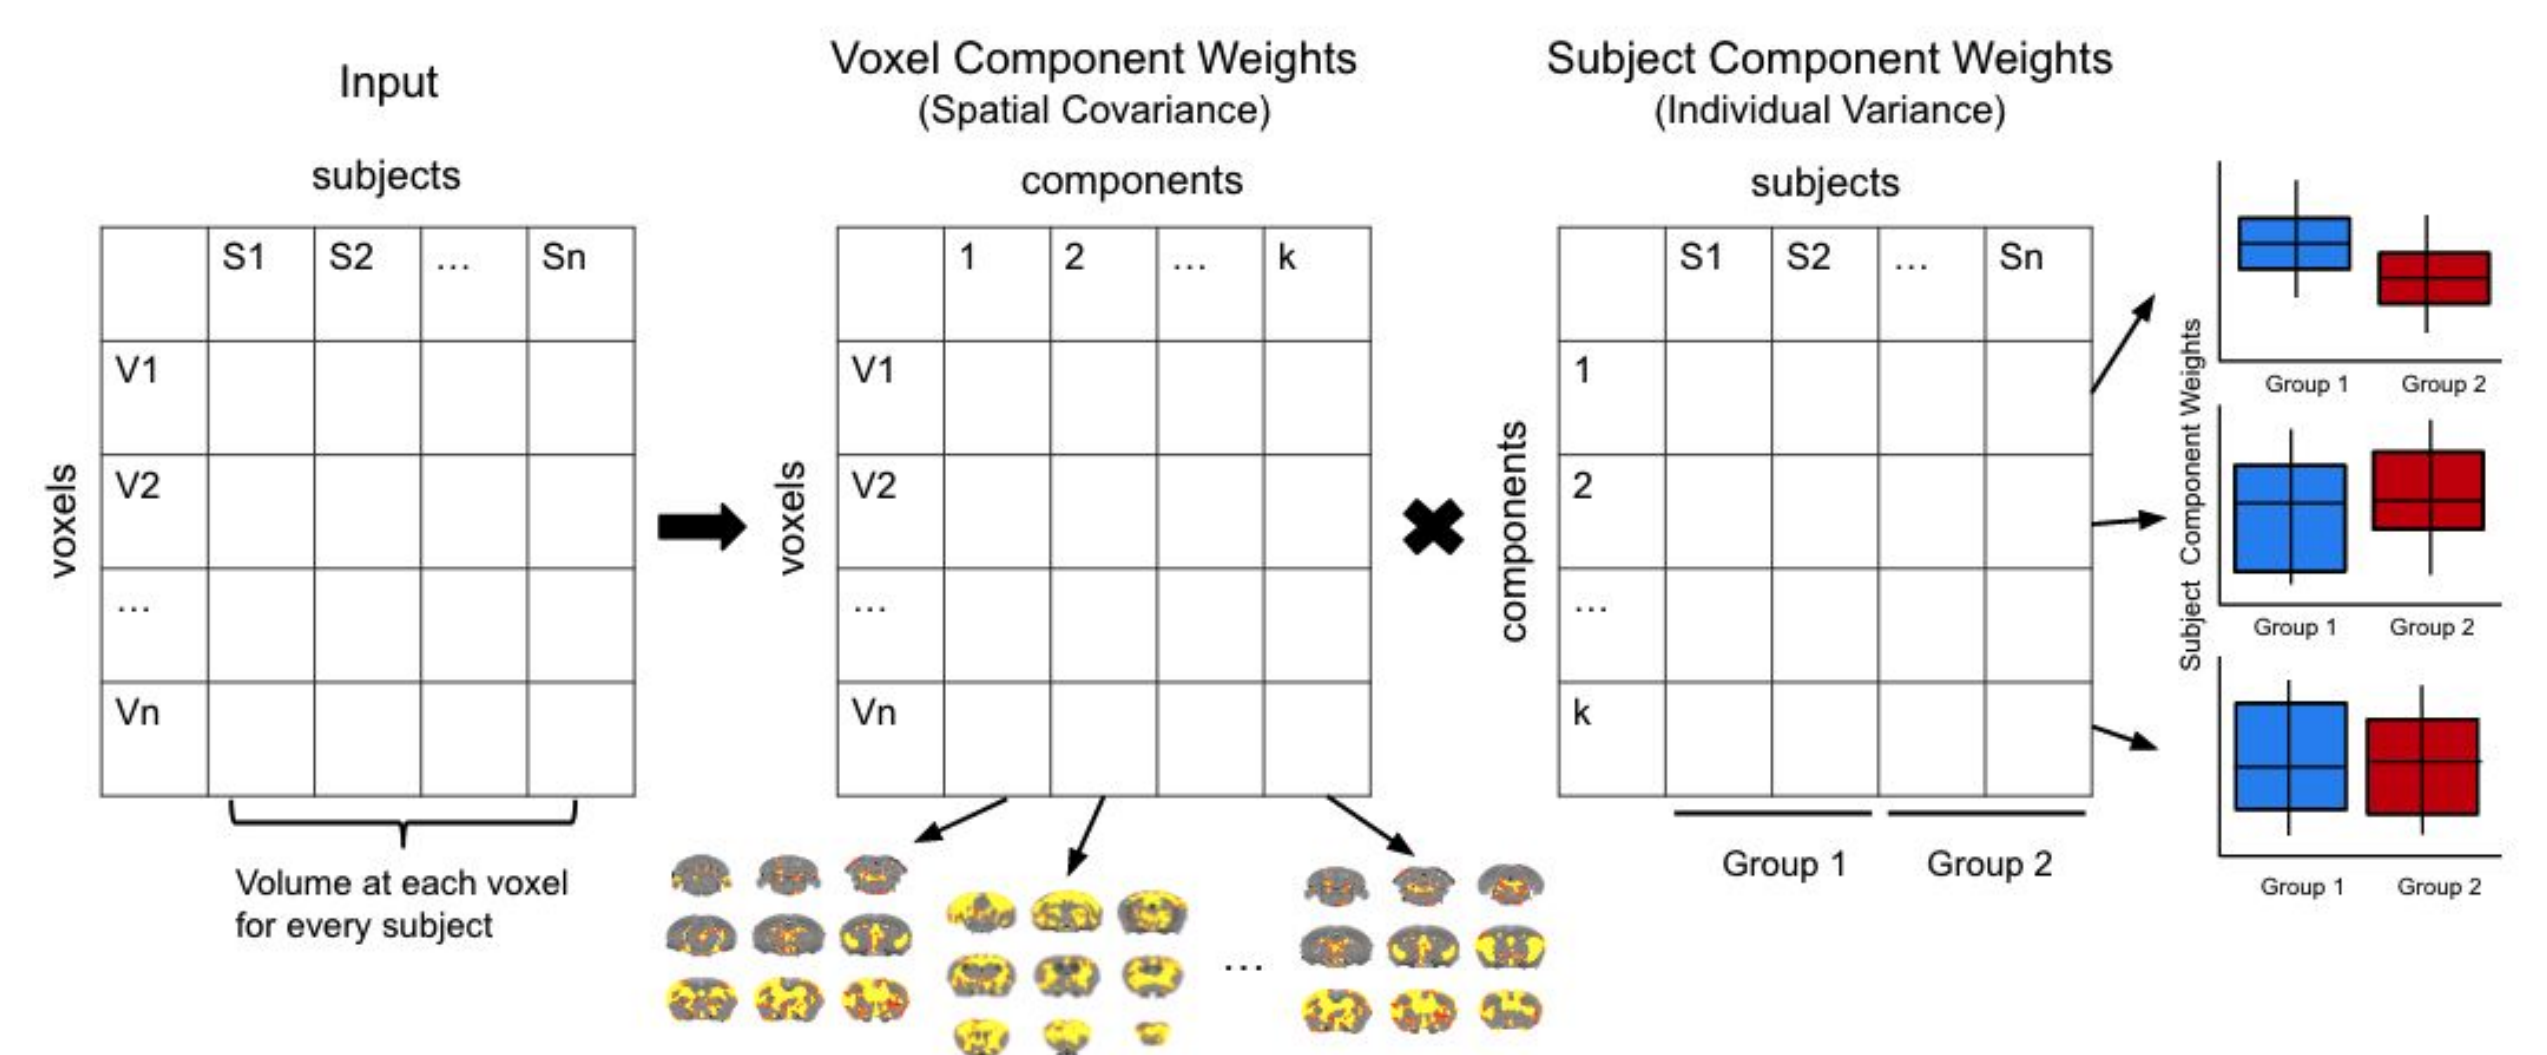 Input
subjects
S1 S2 ... Sn
voxels
V1
V2
...
Vn
Volume at each voxel
for every subject
Voxel Component Weights
(Spatial Covariance)
components
1 2 ... k
voxels
V1
V2
...
Vn
...
Subject Component Weights
(Individual Variance)
subjects
S1 S2 ... Sn
components
1
2
...
k
Group 1 Group 2
Subject Component Weights
Group 1 Group 2
Group 1 Group 2
Group 1 Group 2